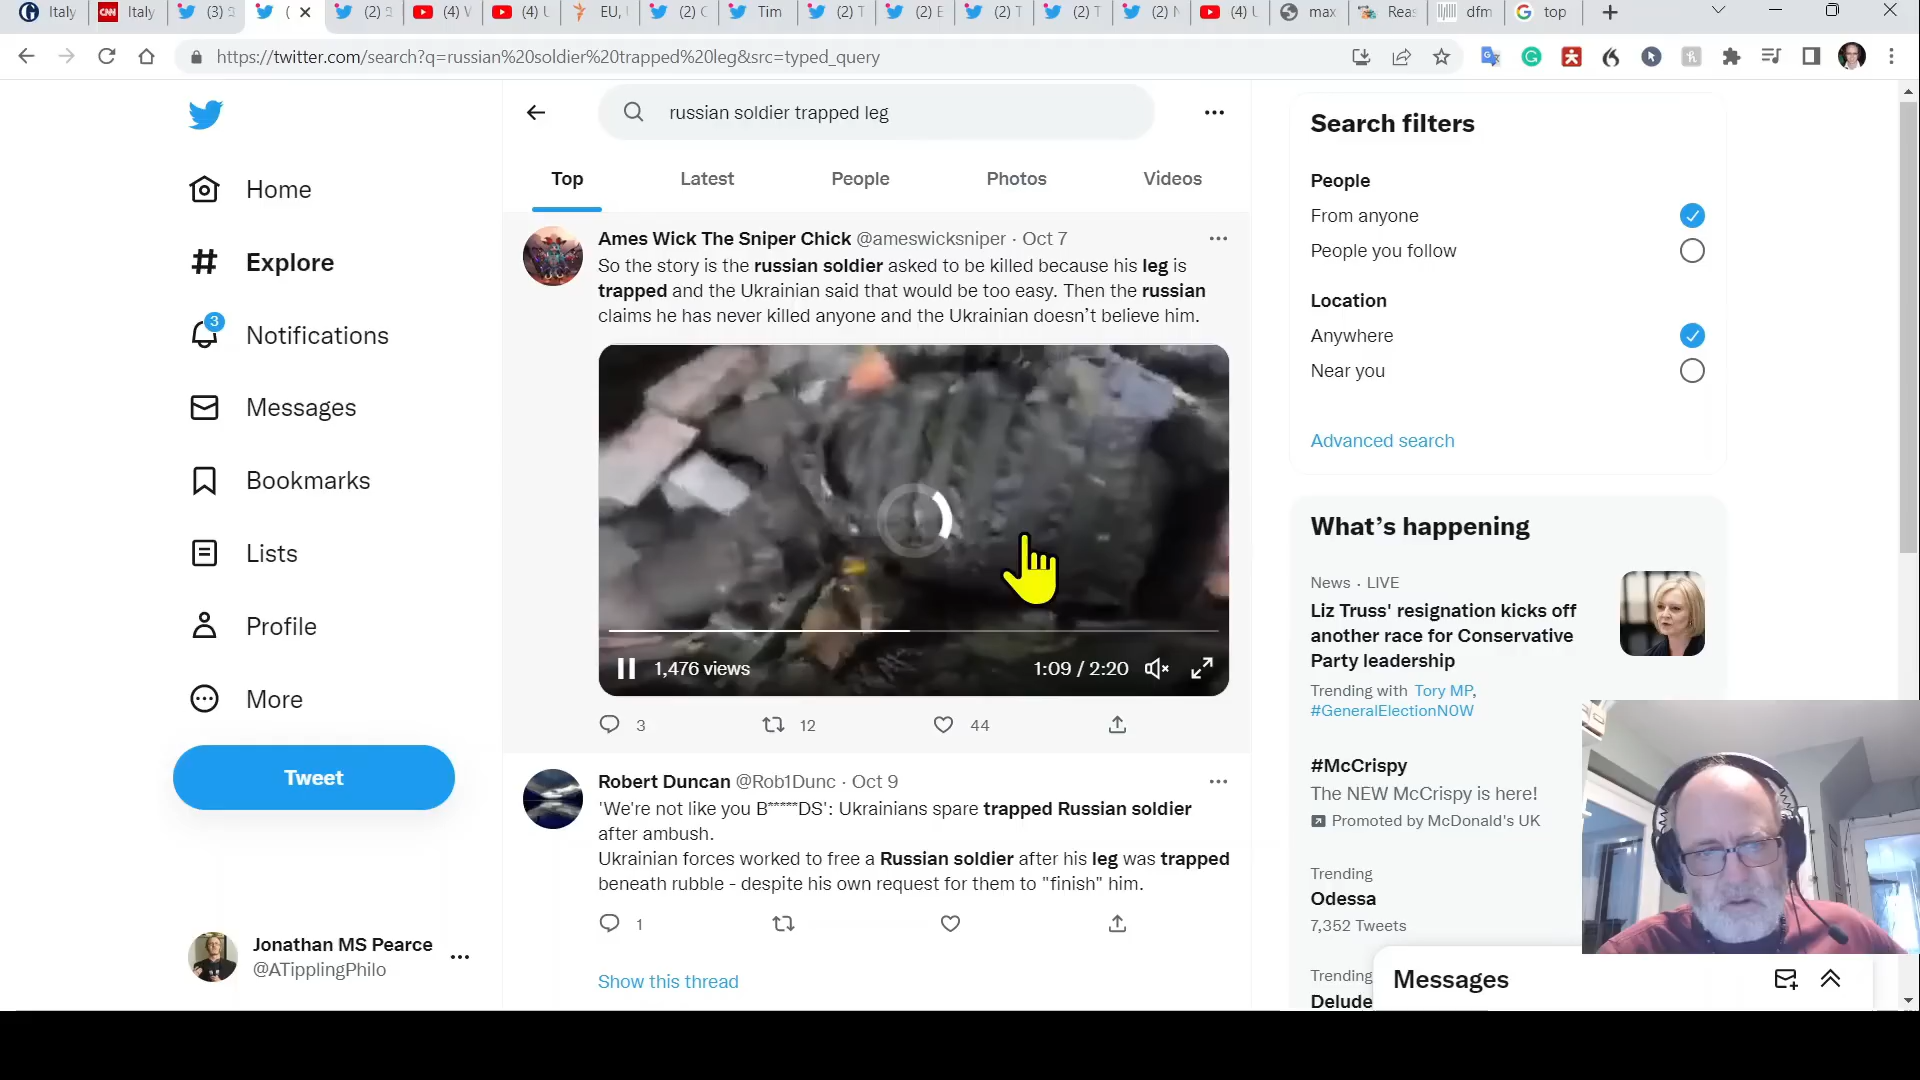 Italy
CNN Italy
(3)
(
(2)
(4)
(4)
EU,
(2)
Tim
(2)
(2)
(2)
(2)
(2)
(4)
max
Reas
dfm
top
https://twitter.com/search?q=russian%20soldier%20trapped%20leg&src=typed_query
russian soldier trapped leg
Top
Latest
People
Photos
Videos
Home
Explore
3
Notifications
Messages
Bookmarks
Lists
Profile
More
Tweet
Jonathan MS Pearce
@ATipplingPhilo
Ames Wick The Sniper Chick @ameswicksniper · Oct 7
So the story is the russian soldier asked to be killed because his leg is
trapped and the Ukrainian said that would be too easy. Then the russian
claims he has never killed anyone and the Ukrainian doesn’t believe him.
1,476 views
1:09 / 2:20
3
12
44
Robert Duncan @Rob1Dunc · Oct 9
'We're not like you B*****DS': Ukrainians spare trapped Russian soldier
after ambush.
Ukrainian forces worked to free a Russian soldier after his leg was trapped
beneath rubble - despite his own request for them to "finish" him.
1
Show this thread
Search filters
People
From anyone
People you follow
Location
Anywhere
Near you
Advanced search
What’s happening
News · LIVE
Liz Truss' resignation kicks off
another race for Conservative
Party leadership
Trending with Tory MP,
#GeneralElectionN0W
#McCrispy
The NEW McCrispy is here!
Promoted by McDonald's UK
Trending
Odessa
7,352 Tweets
Trending
Delude
Messages